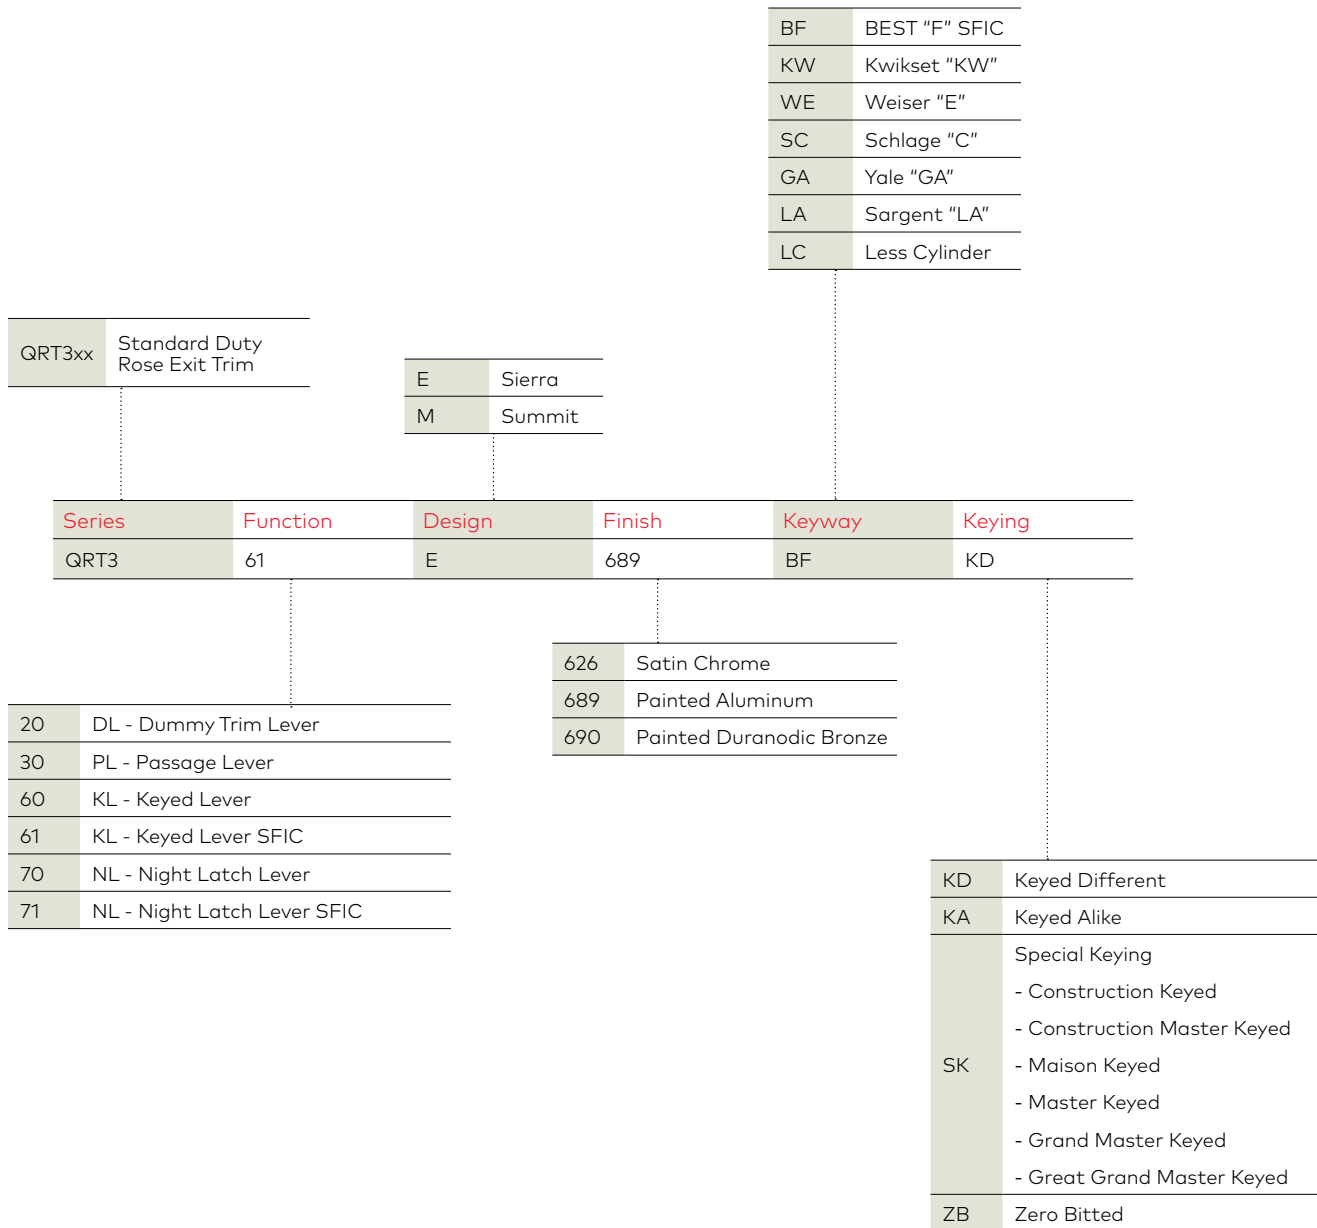 BF BEST “F” SFIC
KW Kwikset “KW”
WE Weiser “E”
SC Schlage “C”
GA Yale “GA”
LA Sargent “LA”
LC Less Cylinder
QRT3xx Standard Duty
Rose Exit Trim
E Sierra
M Summit
Series Function Design Finish Keyway Keying
QRT3 61 E 689 BF KD
626 Satin Chrome
689 Painted Aluminum
690 Painted Duranodic Bronze
20 DL - Dummy Trim Lever
30 PL - Passage Lever
60 KL - Keyed Lever
61 KL - Keyed Lever SFIC
70 NL - Night Latch Lever
71 NL - Night Latch Lever SFIC
KD Keyed Different
KA Keyed Alike
SK
Special Keying
- Construction Keyed
- Construction Master Keyed
- Maison Keyed
- Master Keyed
- Grand Master Keyed
- Great Grand Master Keyed
ZB Zero Bitted